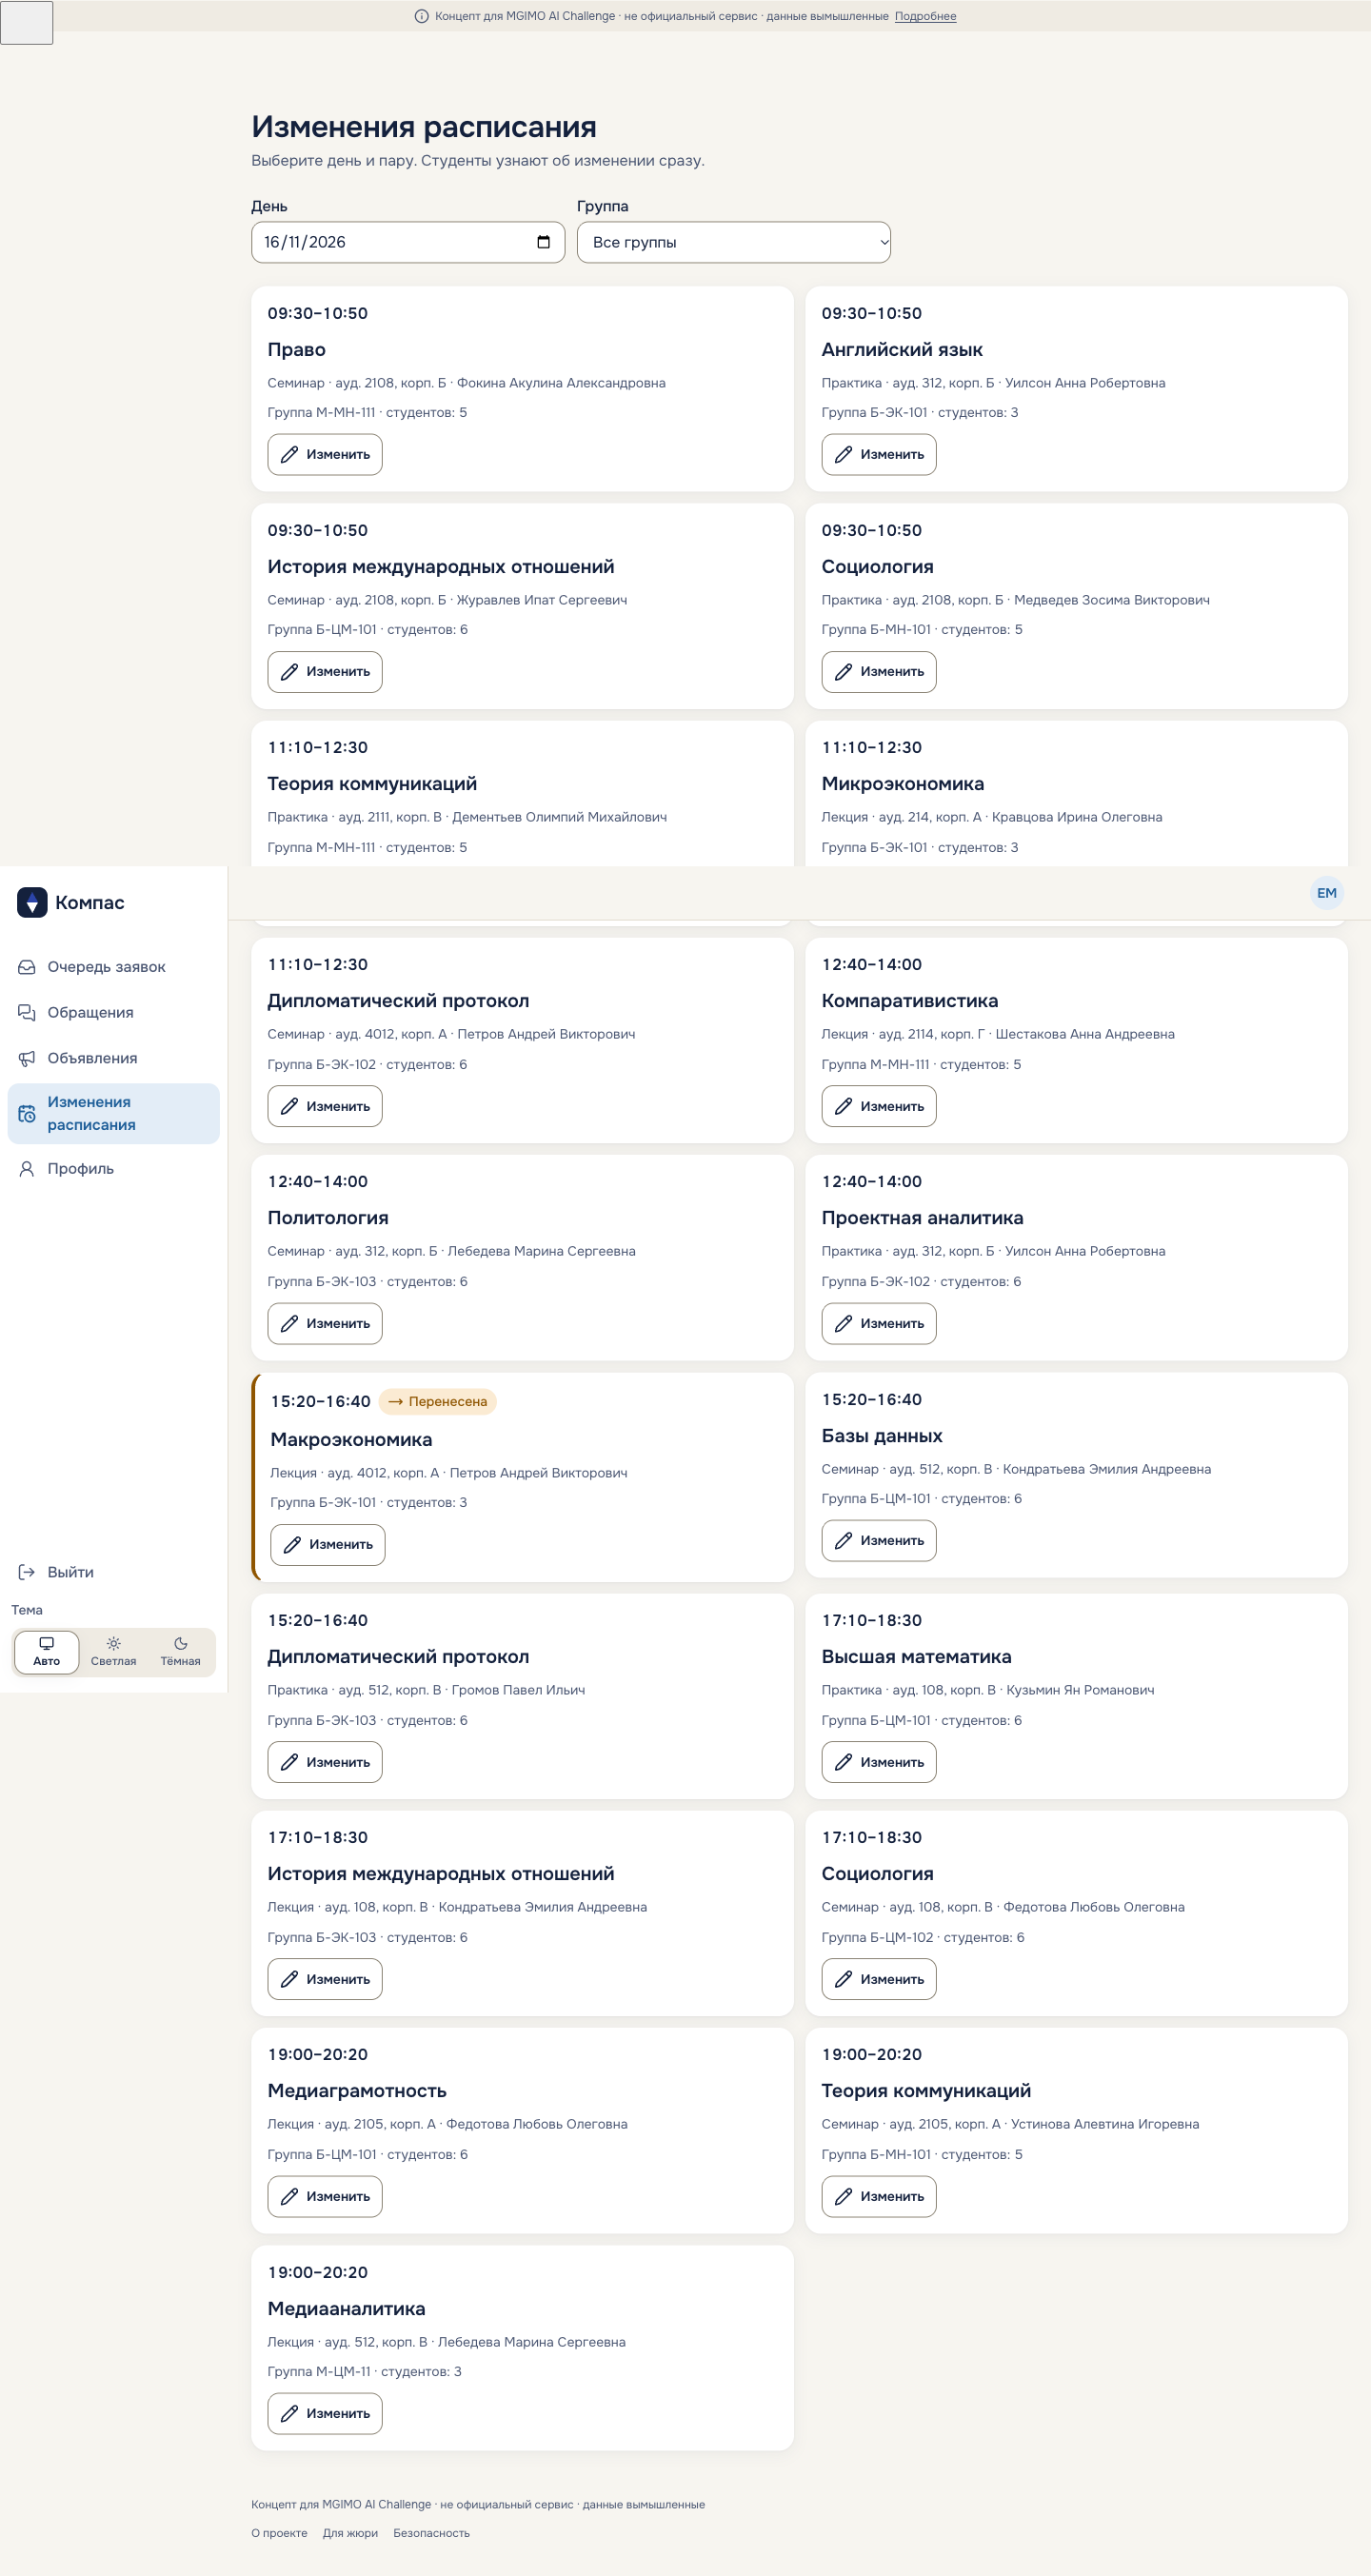 Концепт для MGIMO AI Challenge · не официальный сервис · данные вымышленные Подробнее
Изменения расписания
Выберите день и пару. Студенты узнают об изменении сразу.
День
Группа
16/11/2026
Все группы
09:30–10:50
Право
Семинар · ауд. 2108, корп. Б · Фокина Акулина Александровна
Группа М-МН-111 · студентов: 5
Изменить
09:30–10:50
Английский язык
Практика · ауд. 312, корп. Б · Уилсон Анна Робертовна
Группа Б-ЭК-101 · студентов: 3
Изменить
09:30–10:50
История международных отношений
Семинар · ауд. 2108, корп. Б · Журавлев Ипат Сергеевич
Группа Б-ЦМ-101 · студентов: 6
Изменить
09:30–10:50
Социология
Практика · ауд. 2108, корп. Б · Медведев Зосима Викторович
Группа Б-МН-101 · студентов: 5
Изменить
11:10–12:30
Теория коммуникаций
Практика · ауд. 2111, корп. В · Дементьев Олимпий Михайлович
Группа М-МН-111 · студентов: 5
11:10–12:30
Микроэкономика
Лекция · ауд. 214, корп. А · Кравцова Ирина Олеговна
Группа Б-ЭК-101 · студентов: 3
Компас
ЕМ
Очередь заявок
Обращения
Объявления
Изменения
расписания
Профиль
Выйти
Тема
Авто
Светлая
Тёмная
11:10–12:30
Дипломатический протокол
Семинар · ауд. 4012, корп. А · Петров Андрей Викторович
Группа Б-ЭК-102 · студентов: 6
Изменить
12:40–14:00
Компаративистика
Лекция · ауд. 2114, корп. Г · Шестакова Анна Андреевна
Группа М-МН-111 · студентов: 5
Изменить
12:40–14:00
Политология
Семинар · ауд. 312, корп. Б · Лебедева Марина Сергеевна
Группа Б-ЭК-103 · студентов: 6
Изменить
12:40–14:00
Проектная аналитика
Практика · ауд. 312, корп. Б · Уилсон Анна Робертовна
Группа Б-ЭК-102 · студентов: 6
Изменить
15:20–16:40 → Перенесена
Макроэкономика
Лекция · ауд. 4012, корп. А · Петров Андрей Викторович
Группа Б-ЭК-101 · студентов: 3
Изменить
15:20–16:40
Базы данных
Семинар · ауд. 512, корп. В · Кондратьева Эмилия Андреевна
Группа Б-ЦМ-101 · студентов: 6
Изменить
15:20–16:40
Дипломатический протокол
Практика · ауд. 512, корп. В · Громов Павел Ильич
Группа Б-ЭК-103 · студентов: 6
Изменить
17:10–18:30
Высшая математика
Практика · ауд. 108, корп. В · Кузьмин Ян Романович
Группа Б-ЦМ-101 · студентов: 6
Изменить
17:10–18:30
История международных отношений
Лекция · ауд. 108, корп. В · Кондратьева Эмилия Андреевна
Группа Б-ЭК-103 · студентов: 6
Изменить
17:10–18:30
Социология
Семинар · ауд. 108, корп. В · Федотова Любовь Олеговна
Группа Б-ЦМ-102 · студентов: 6
Изменить
19:00–20:20
Медиаграмотность
Лекция · ауд. 2105, корп. А · Федотова Любовь Олеговна
Группа Б-ЦМ-101 · студентов: 6
Изменить
19:00–20:20
Теория коммуникаций
Семинар · ауд. 2105, корп. А · Устинова Алевтина Игоревна
Группа Б-МН-101 · студентов: 5
Изменить
19:00–20:20
Медиааналитика
Лекция · ауд. 512, корп. В · Лебедева Марина Сергеевна
Группа М-ЦМ-11 · студентов: 3
Изменить
Концепт для MGIMO AI Challenge · не официальный сервис · данные вымышленные
О проекте Для жюри Безопасность